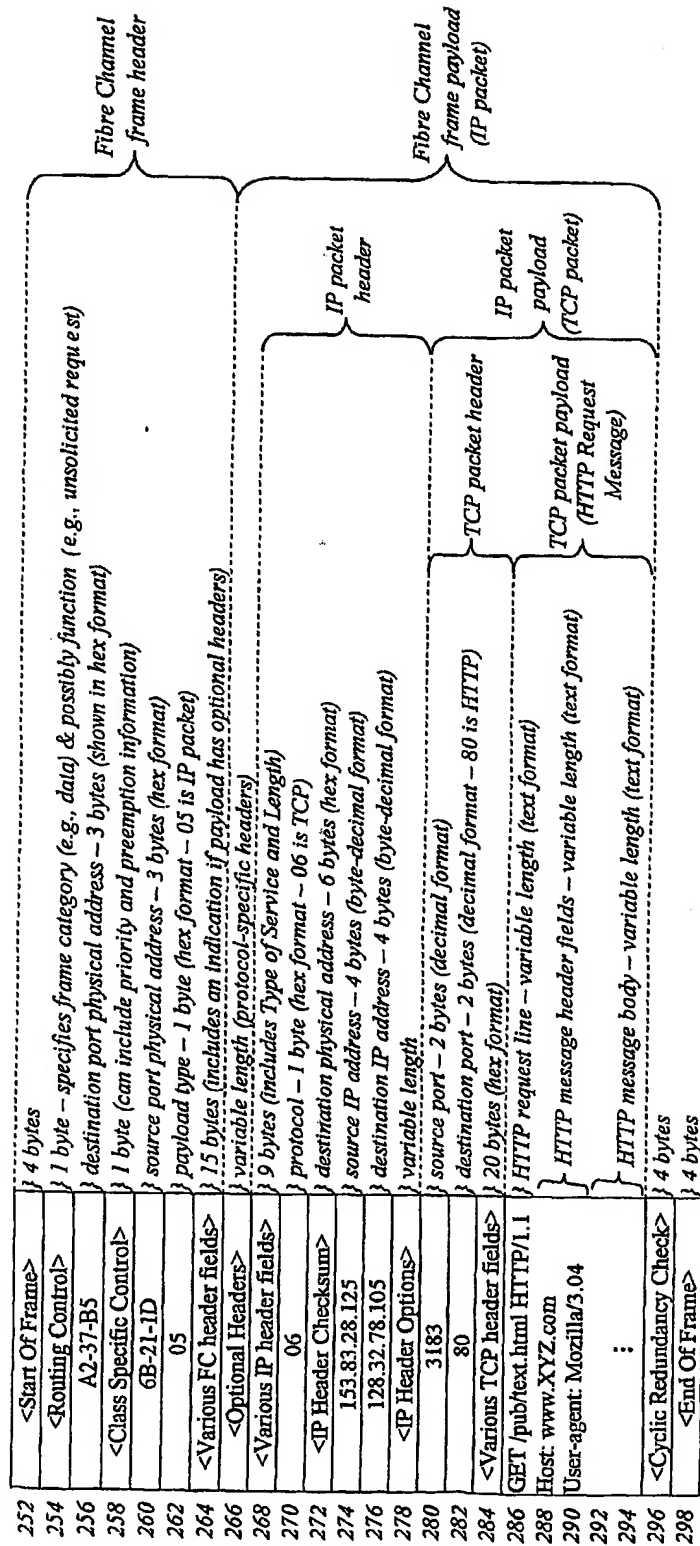 252 <Start Of Frame> } 4 bytes
254 <Routing Control> } 1 byte – specifies frame category (e.g., data) & possibly function (e.g., unsolicited request)
256 A2-37-B5 destination port physical address – 3 bytes (shown in hex format)
258 <Class Specific Control> } 1 byte (can include priority and preemption information)
260 6B-21-1D } source port physical address – 3 bytes (hex format)
262 05 } payload type – 1 byte (hex format – 05 is IP packet)
264 <Various FC header fields> } 15 bytes (includes an indication if payload has optional headers)
Fibre Channel
frame header
266 <Optional Headers> } variable length (protocol-specific headers)
268 <Various IP header fields> } 9 bytes (includes Type of Service and Length)
270 06 } protocol – 1 byte (hex format – 06 is TCP)
272 <IP Header Checksum> } destination physical address – 6 bytes (hex format)
274 153.83.28.125 } source IP address – 4 bytes (byte-decimal format)
276 128.32.78.105 } destination IP address – 4 bytes (byte-decimal format)
278 <IP Header Options> } variable length
IP packet
header
280 3183 } source port – 2 bytes (decimal format)
282 80 } destination port – 2 bytes (decimal format – 80 is HTTP)
284 <Various TCP header fields> } 20 bytes (hex format)
TCP packet header
286 GET /pub/text.html HTTP/1.1 } HTTP request line – variable length (text format)
288 Host: www.XYZ.com
290 User-agent: Mozilla/3.04
HTTP message header fields – variable length (text format)
292
294 ⋮
HTTP message body – variable length (text format)
TCP packet payload
(HTTP Request
Message)
IP packet
payload
(TCP packet)
Fibre Channel
frame payload
(IP packet)
296 <Cyclic Redundancy Check> } 4 bytes
298 <End Of Frame> } 4 bytes